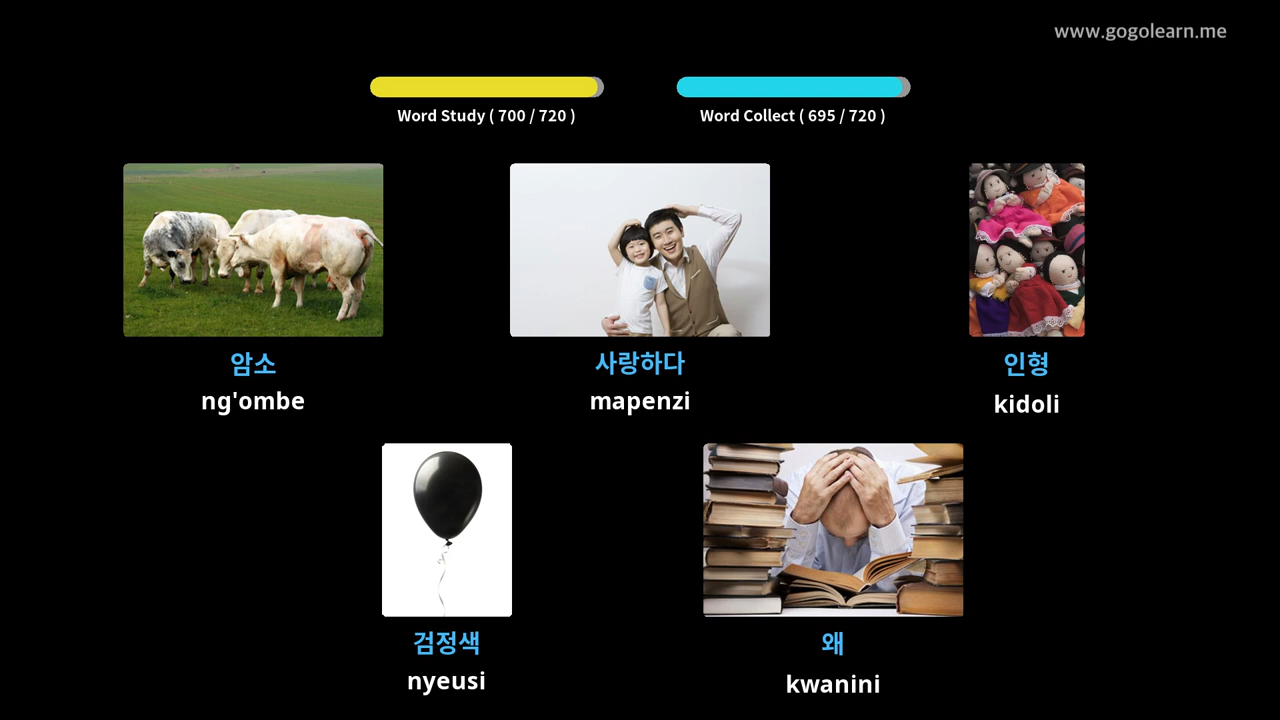 www.gogolearn.me
Word Study ( 700 / 720 )
Word Collect ( 695 / 720 )
암소
ng'ombe
사랑하다
mapenzi
인형
kidoli
검정색
nyeusi
왜
kwanini